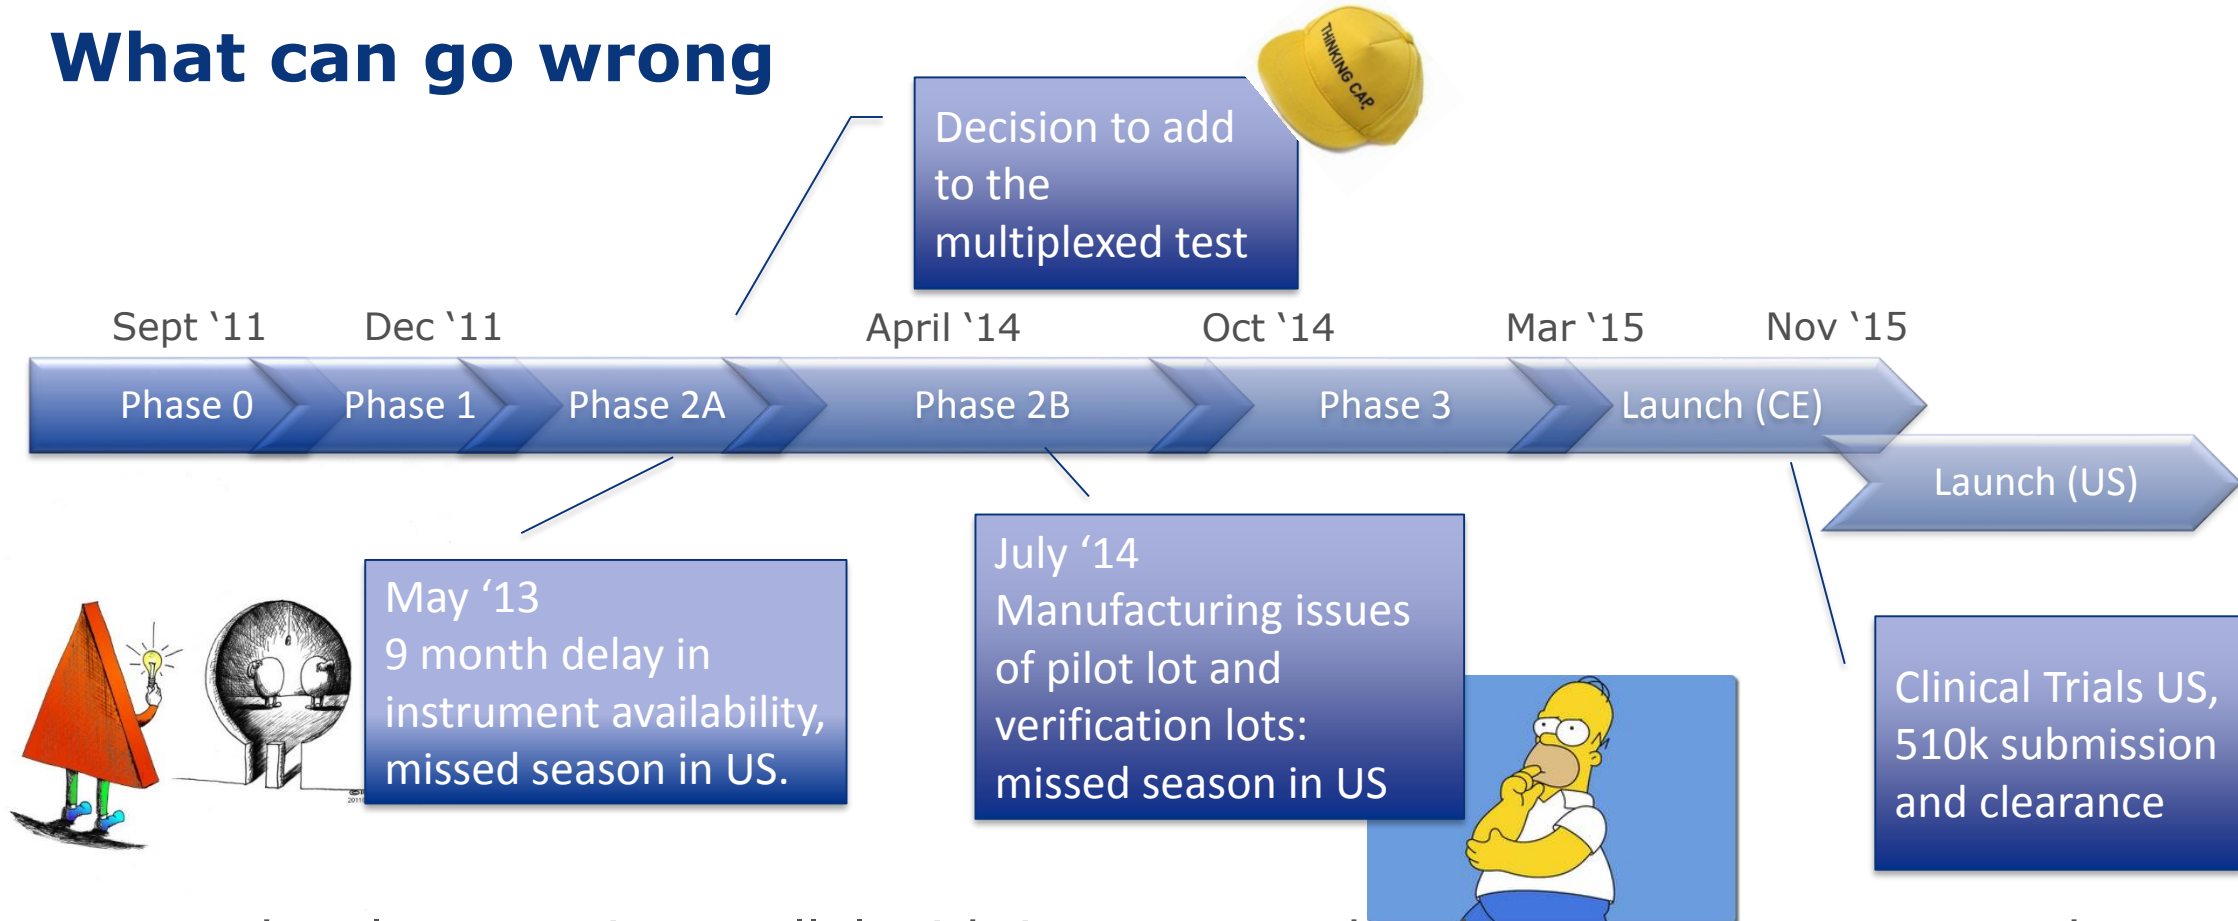 What can go wrong
THINKING CAP.
Decision to add
to the
multiplexed test
Sept ‘11
Dec ‘11
April ‘14
Oct ‘14
Mar ‘15
Nov ‘15
Phase 0
Phase 1
Phase 2A
Phase 2B
Phase 3
Launch (CE)
Launch (US)
May ‘13
9 month delay in
instrument availability,
missed season in US.
July ‘14
Manufacturing issues
of pilot lot and
verification lots:
missed season in US
Clinical Trials US,
510k submission
and clearance